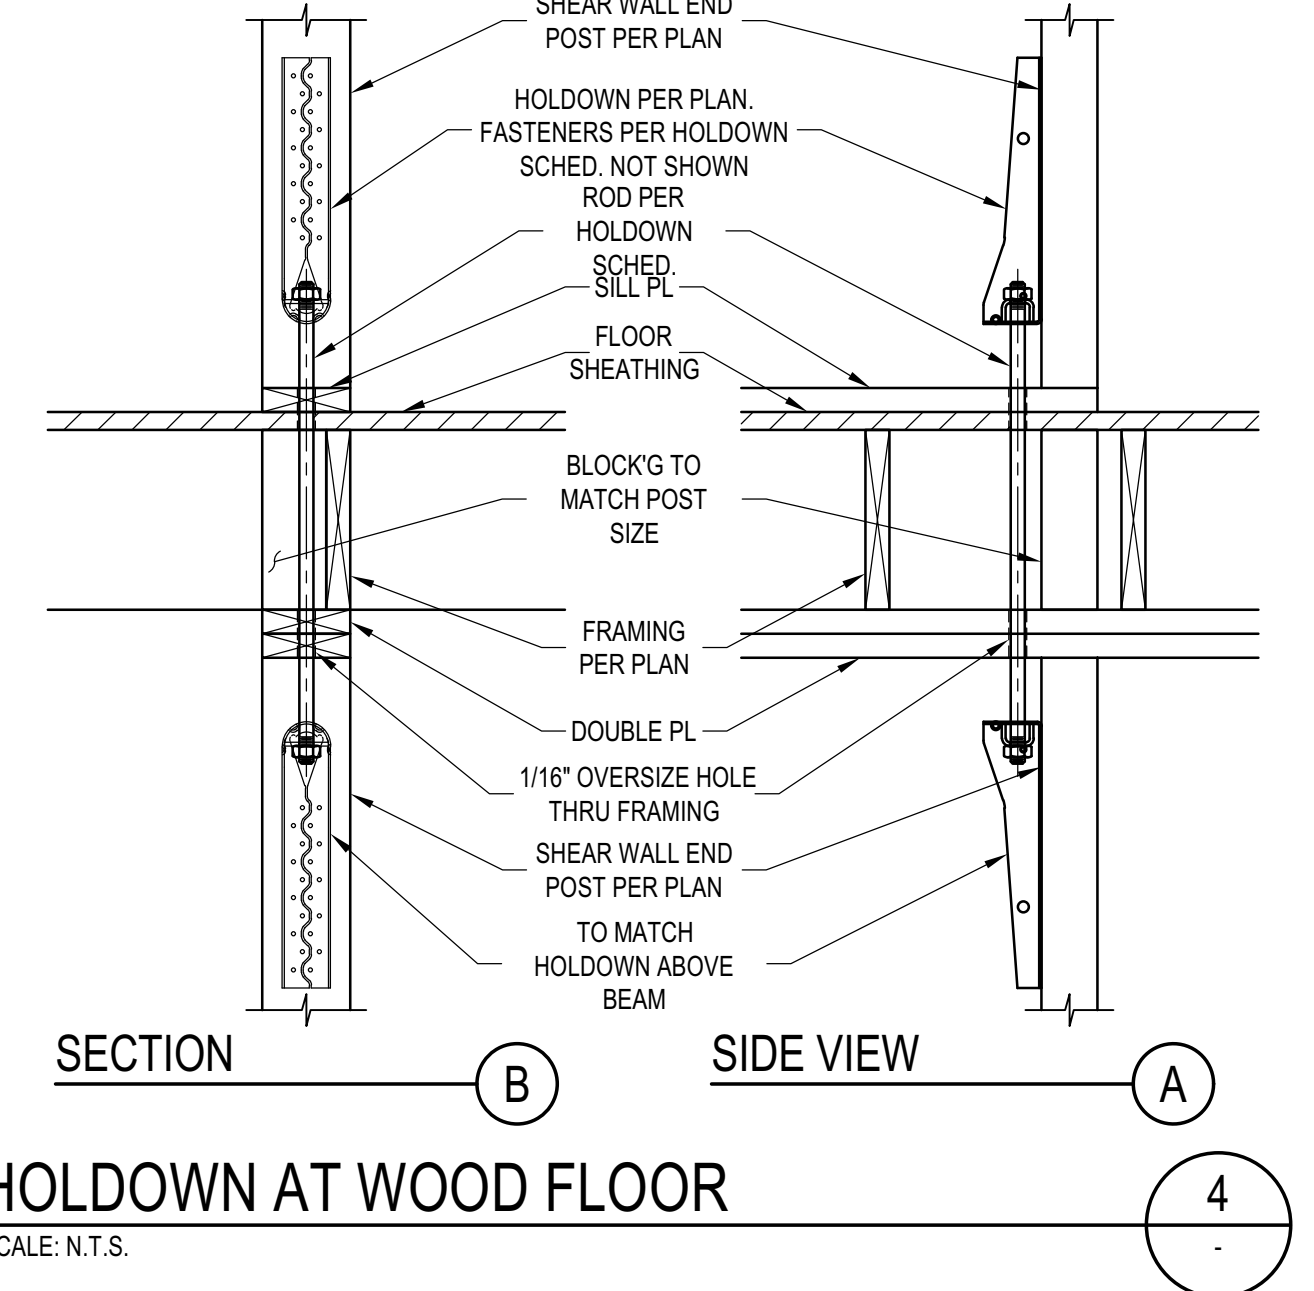 SHEAR WALL END
POST PER PLAN
HOLDOWN PER PLAN.
FASTENERS PER HOLDOWN
SCHED. NOT SHOWN
ROD PER
HOLDOWN
SCHED.
SILL PL
FLOOR
SHEATHING
BLOCK'G TO
MATCH POST
SIZE
FRAMING
PER PLAN
DOUBLE PL
1/16" OVERSIZE HOLE
THRU FRAMING
SHEAR WALL END
POST PER PLAN
TO MATCH
HOLDOWN ABOVE
BEAM
SECTION
B
SIDE VIEW
A
HOLDOWN AT WOOD FLOOR
4
CALE: N.T.S.
-